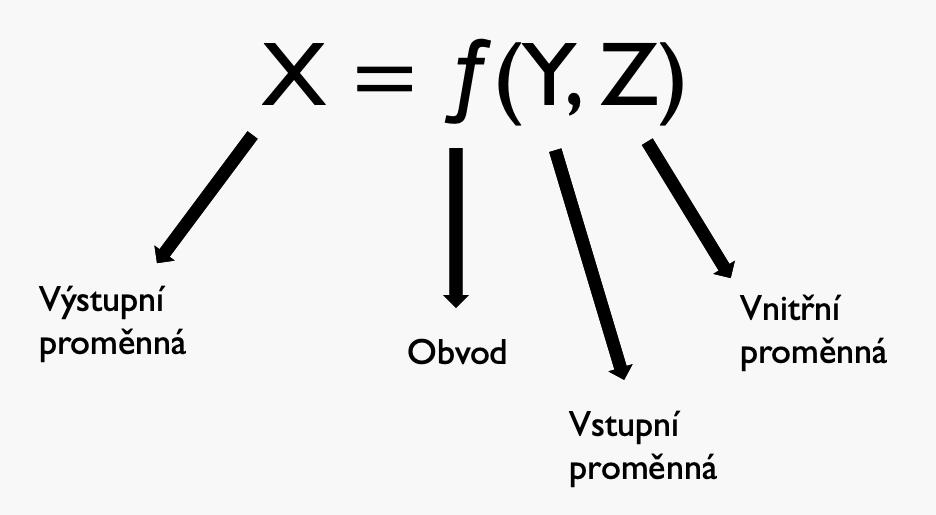 X = f(Y, Z)
Výstupní
proměnná
Obvod
Vstupní
proměnná
Vnitřní
proměnná